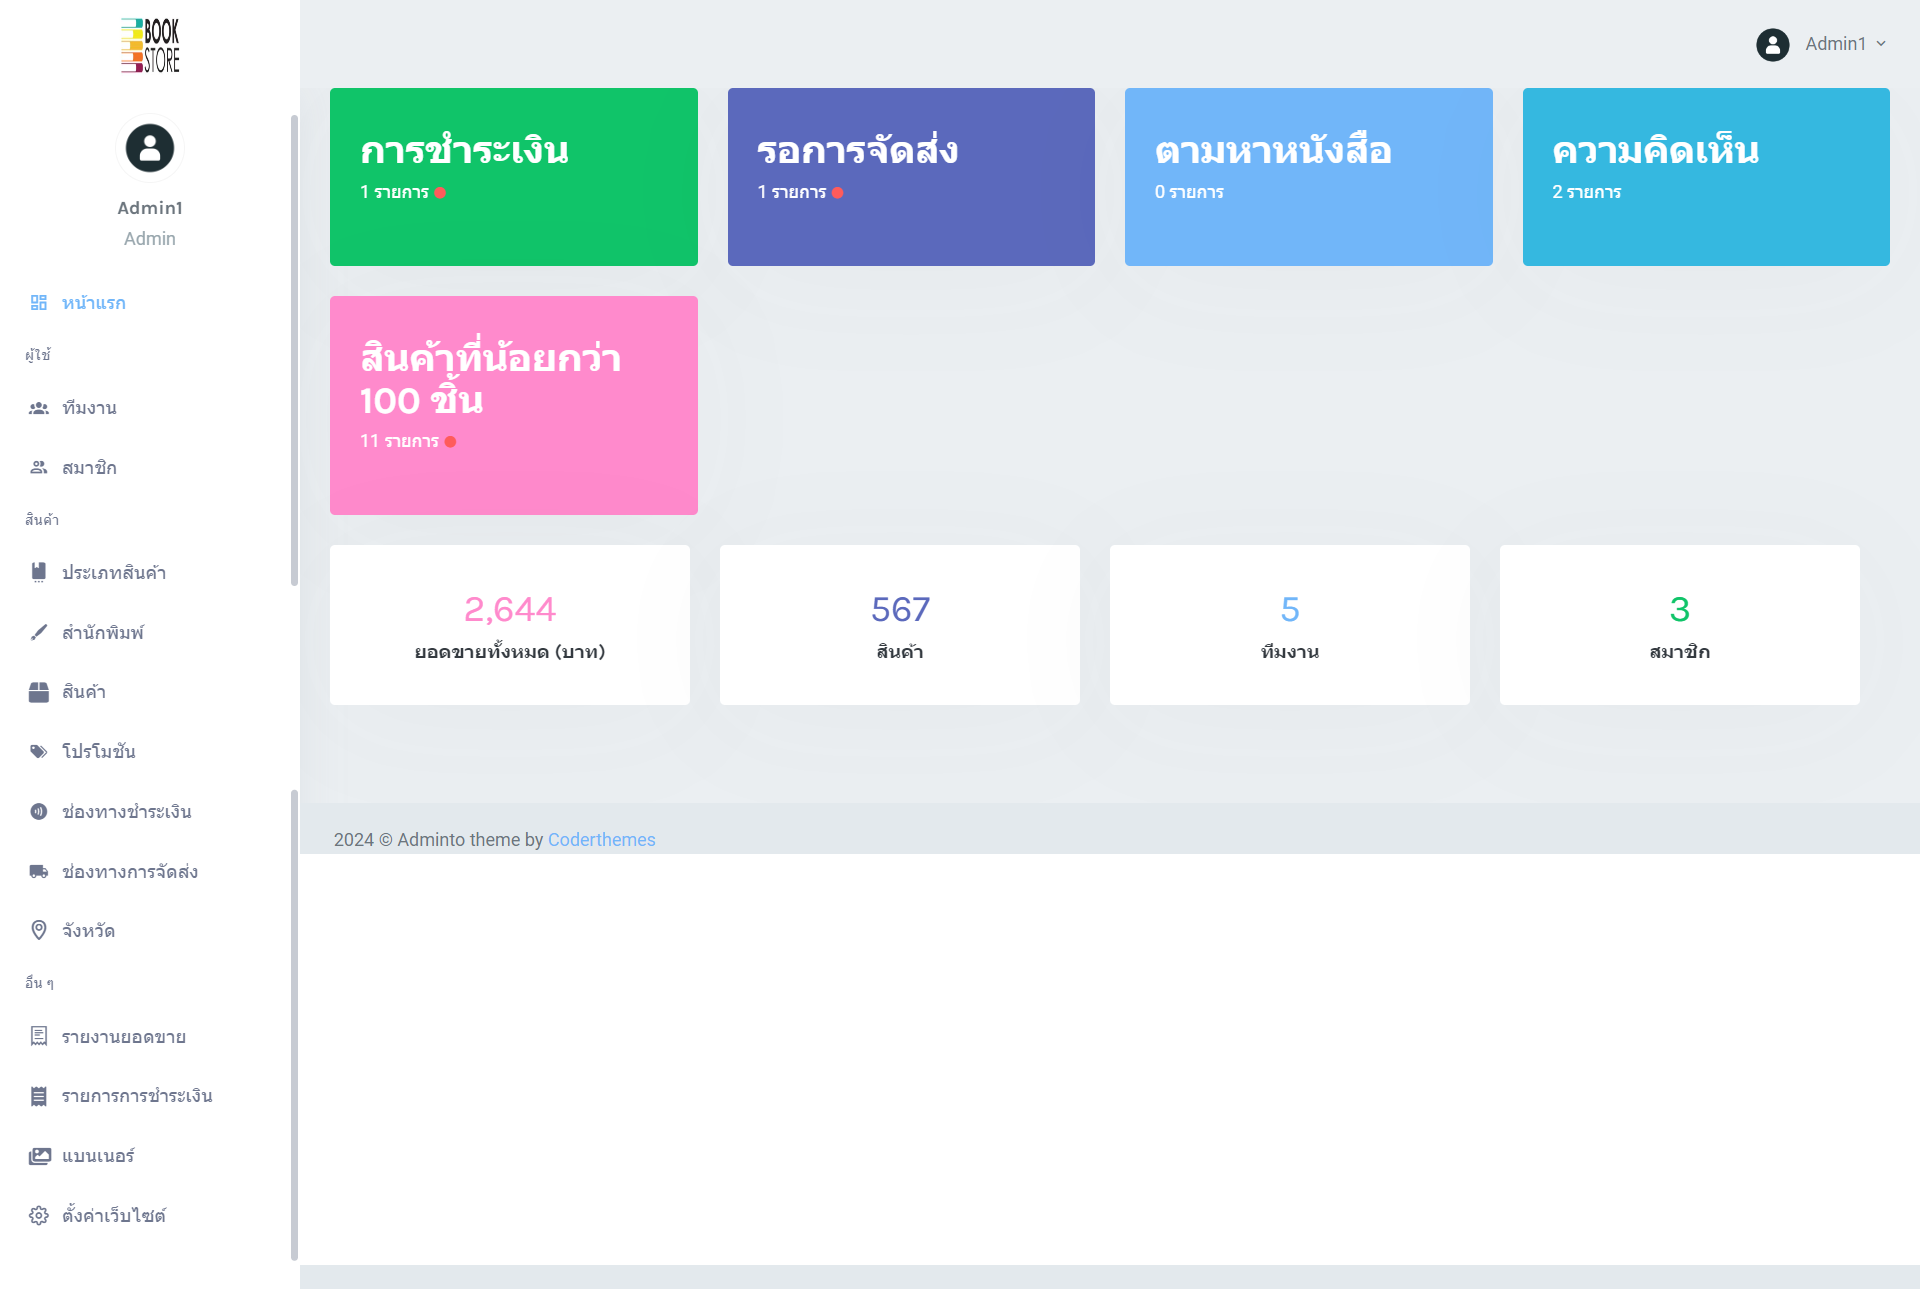 BOOK
STORE
Admin1
Admin
หน้าแรก
ผู้ใช้
ทีมงาน
สมาชิก
สินค้า
ประเภทสินค้า
สำนักพิมพ์
สินค้า
โปรโมชัน
ช่องทางชำระเงิน
ช่องทางการจัดส่ง
จังหวัด
อื่น ๆ
รายงานยอดขาย
รายการการชำระเงิน
แบนเนอร์
ตั้งค่าเว็บไซต์
Admin1
การชำระเงิน
1 รายการ
รอการจัดส่ง
1 รายการ
ตามหาหนังสือ
0 รายการ
ความคิดเห็น
2 รายการ
สินค้าที่น้อยกว่า
100 ชิ้น
11 รายการ
2,644
ยอดขายทั้งหมด (บาท)
567
สินค้า
5
ทีมงาน
3
สมาชิก
2024 © Adminto theme by Coderthemes